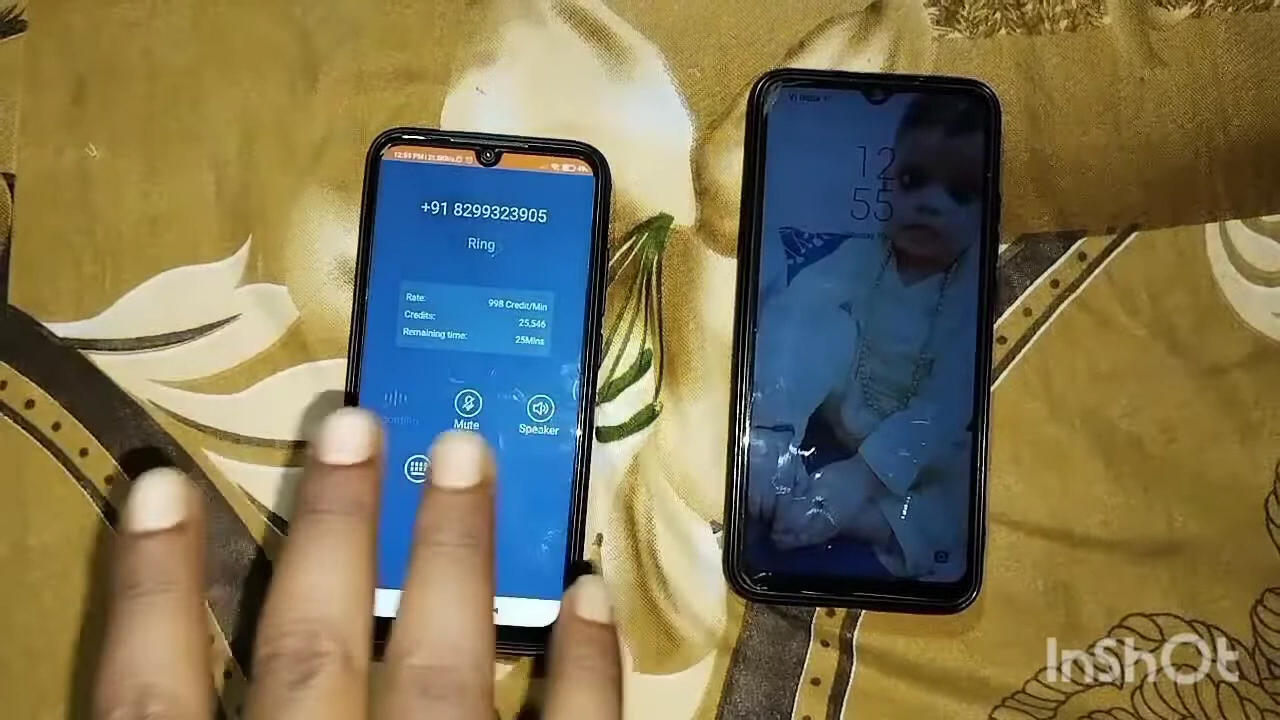 +91 8299323905
Ring
Rate: 998 Credit/Min
Credits: 25,546
Remaining time: 25Mins
Mute
Speaker
12
55
InShOt